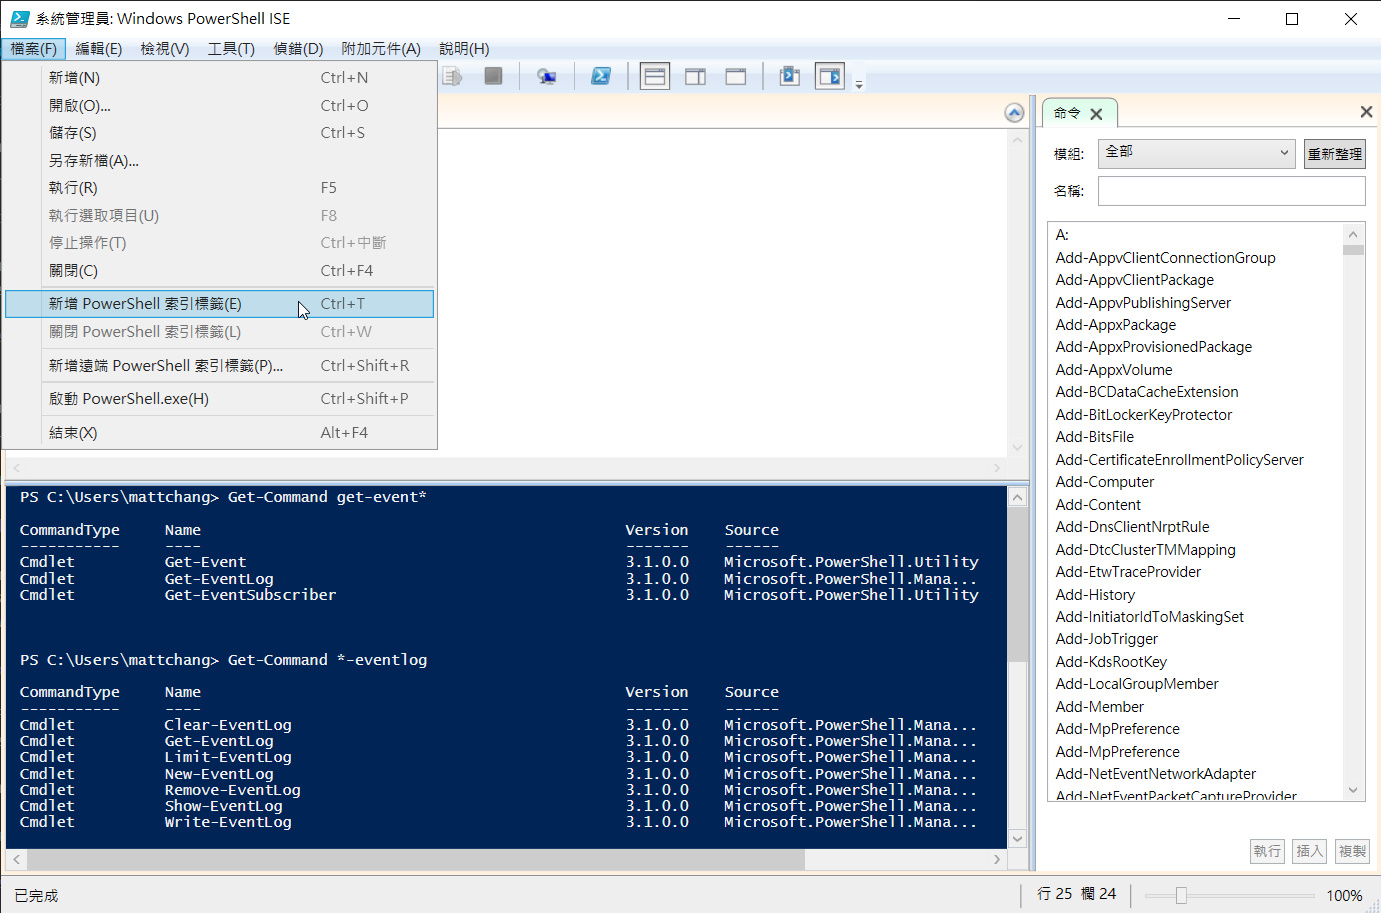 系統管理員: Windows PowerShell ISE
檔案(F) 編輯(E) 檢視(V) 工具(T) 偵錯(D) 附加元件(A) 說明(H)
新增(N) Ctrl+N
開啟(O)... Ctrl+O
儲存(S) Ctrl+S
另存新檔(A)...
執行(R) F5
執行選取項目(U) F8
停止操作(T) Ctrl+中斷
關閉(C) Ctrl+F4
新增 PowerShell 索引標籤(E) Ctrl+T
關閉 PowerShell 索引標籤(L) Ctrl+W
新增遠端 PowerShell 索引標籤(P)... Ctrl+Shift+R
啟動 PowerShell.exe(H) Ctrl+Shift+P
結束(X) Alt+F4
PS C:\Users\mattchang> Get-Command get-event*
CommandType Name Version Source
----------- ---- ------- ------
Cmdlet Get-Event 3.1.0.0 Microsoft.PowerShell.Utility
Cmdlet Get-EventLog 3.1.0.0 Microsoft.PowerShell.Mana...
Cmdlet Get-EventSubscriber 3.1.0.0 Microsoft.PowerShell.Utility
PS C:\Users\mattchang> Get-Command *-eventlog
CommandType Name Version Source
----------- ---- ------- ------
Cmdlet Clear-EventLog 3.1.0.0 Microsoft.PowerShell.Mana...
Cmdlet Get-EventLog 3.1.0.0 Microsoft.PowerShell.Mana...
Cmdlet Limit-EventLog 3.1.0.0 Microsoft.PowerShell.Mana...
Cmdlet New-EventLog 3.1.0.0 Microsoft.PowerShell.Mana...
Cmdlet Remove-EventLog 3.1.0.0 Microsoft.PowerShell.Mana...
Cmdlet Show-EventLog 3.1.0.0 Microsoft.PowerShell.Mana...
Cmdlet Write-EventLog 3.1.0.0 Microsoft.PowerShell.Mana...
命令
模組: 全部 重新整理
名稱:
A:
Add-AppvClientConnectionGroup
Add-AppvClientPackage
Add-AppvPublishingServer
Add-AppxPackage
Add-AppxProvisionedPackage
Add-AppxVolume
Add-BCDataCacheExtension
Add-BitLockerKeyProtector
Add-BitsFile
Add-CertificateEnrollmentPolicyServer
Add-Computer
Add-Content
Add-DnsClientNrptRule
Add-DtcClusterTMMapping
Add-EtwTraceProvider
Add-History
Add-InitiatorIdToMaskingSet
Add-JobTrigger
Add-KdsRootKey
Add-LocalGroupMember
Add-Member
Add-MpPreference
Add-MpPreference
Add-NetEventNetworkAdapter
Add-NetEventPacketCaptureProvider
執行 插入 複製
已完成 行 25 欄 24 100%